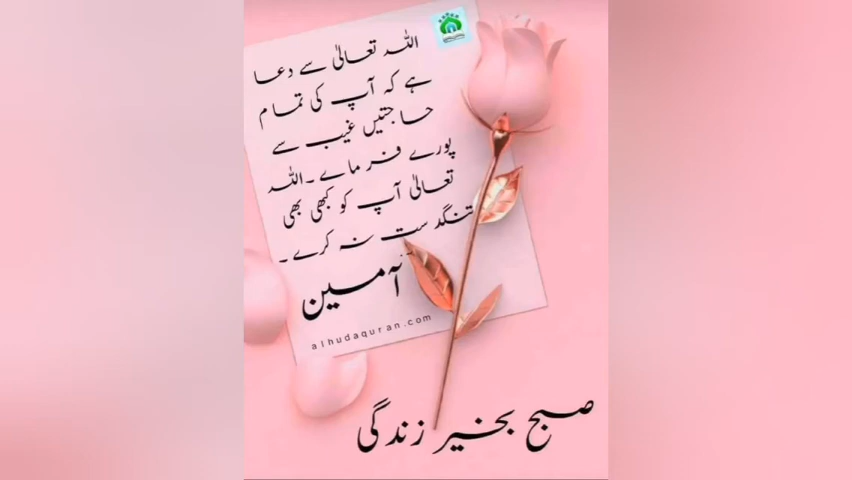 اللہ تعالیٰ سے دعا
ہے کہ آپ کی تمام
حاجتیں غیب سے
پورے فرمائے۔اللہ
تعالیٰ آپ کو کبھی بھی
تنگدست نہ کرے۔
آمین
alhudaquran.com
صبح بخیر زندگی